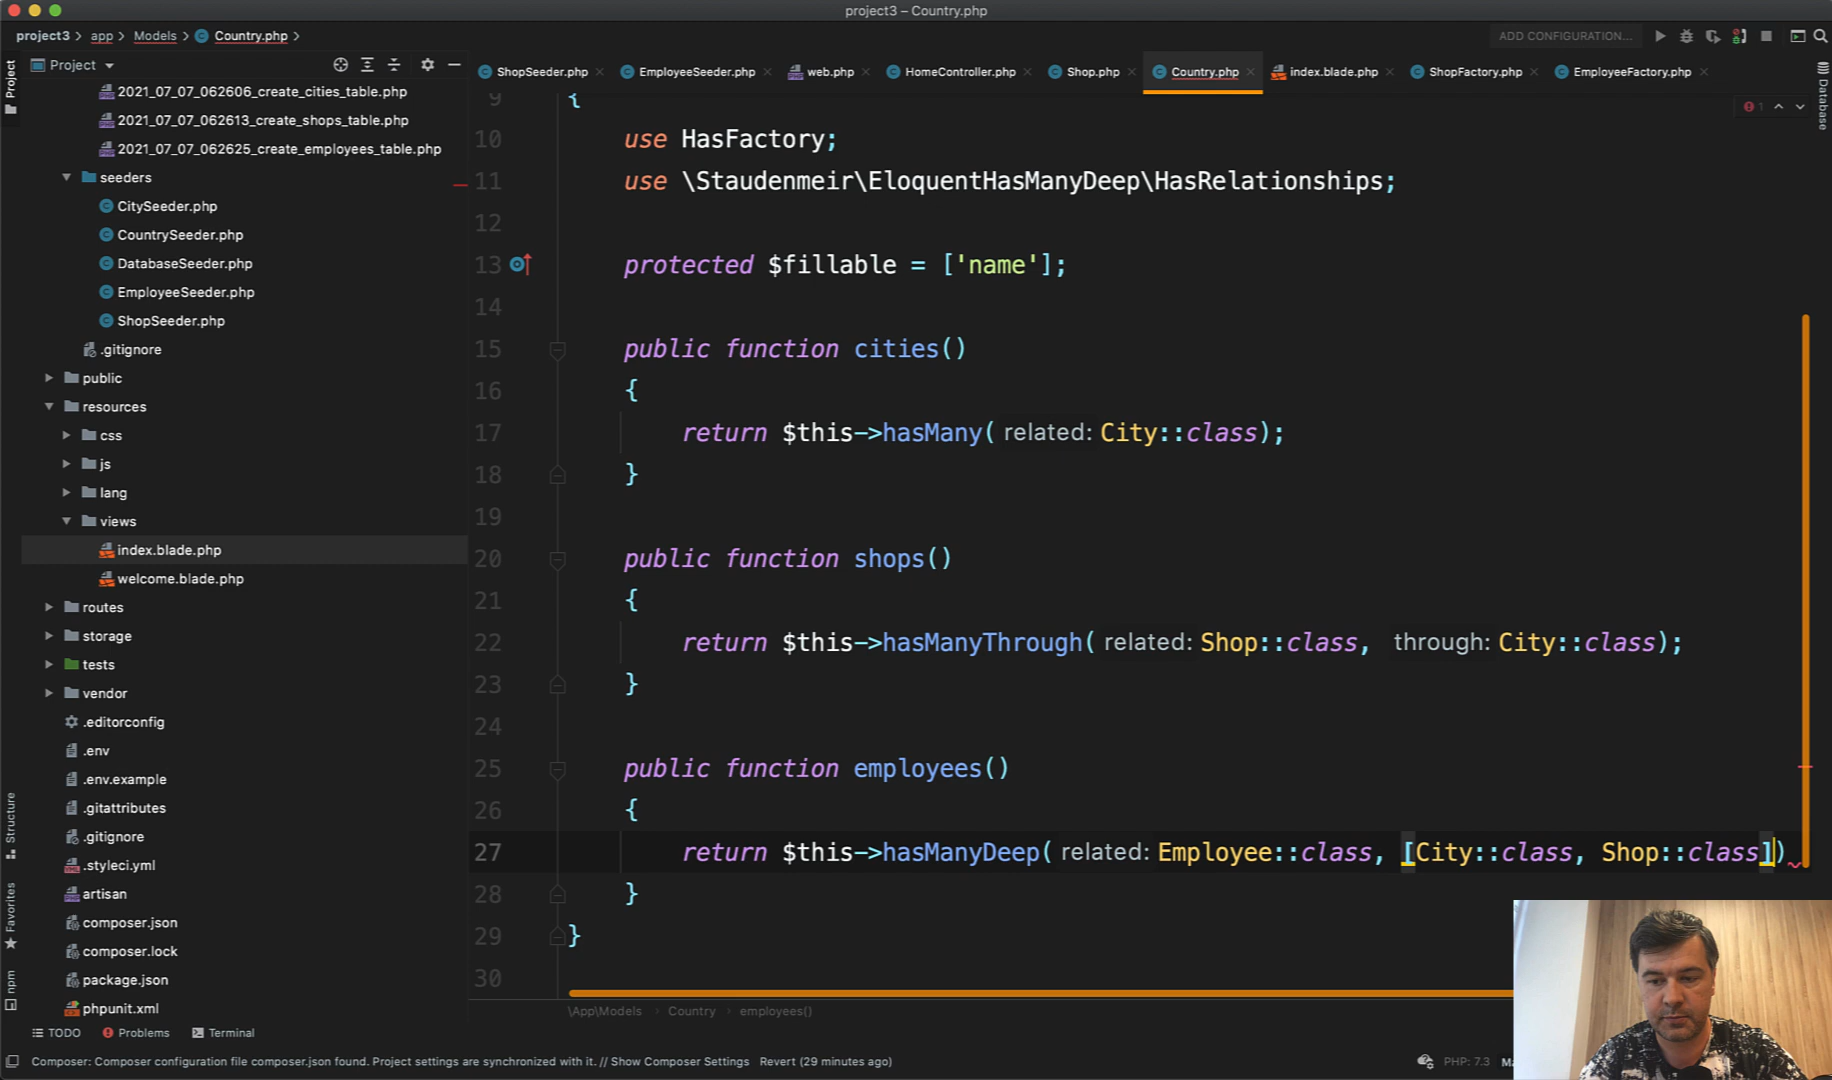 project3 – Country.php
project3 > app > Models > Country.php >
ADD CONFIGURATION...
Project
Project
ShopSeeder.php
EmployeeSeeder.php
web.php
HomeController.php
Shop.php
Country.php
index.blade.php
ShopFactory.php
EmployeeFactory.php
Database
1
2021_07_07_062606_create_cities_table.php
2021_07_07_062613_create_shops_table.php
2021_07_07_062625_create_employees_table.php
seeders
CitySeeder.php
CountrySeeder.php
DatabaseSeeder.php
EmployeeSeeder.php
ShopSeeder.php
.gitignore
public
resources
css
js
lang
views
index.blade.php
welcome.blade.php
routes
storage
tests
vendor
.editorconfig
.env
.env.example
.gitattributes
.gitignore
.styleci.yml
artisan
composer.json
composer.lock
package.json
phpunit.xml
Structure
Favorites
npm
9 {
10 use HasFactory;
11 use \Staudenmeir\EloquentHasManyDeep\HasRelationships;
12
13 protected $fillable = ['name'];
14
15 public function cities()
16 {
17 return $this->hasMany( related: City::class);
18 }
19
20 public function shops()
21 {
22 return $this->hasManyThrough( related: Shop::class, through: City::class);
23 }
24
25 public function employees()
26 {
27 return $this->hasManyDeep( related: Employee::class, [City::class, Shop::class])
28 }
29 }
30
\App\Models > Country > employees()
TODO
Problems
Terminal
Composer: Composer configuration file composer.json found. Project settings are synchronized with it. // Show Composer Settings Revert (29 minutes ago)
PHP: 7.3